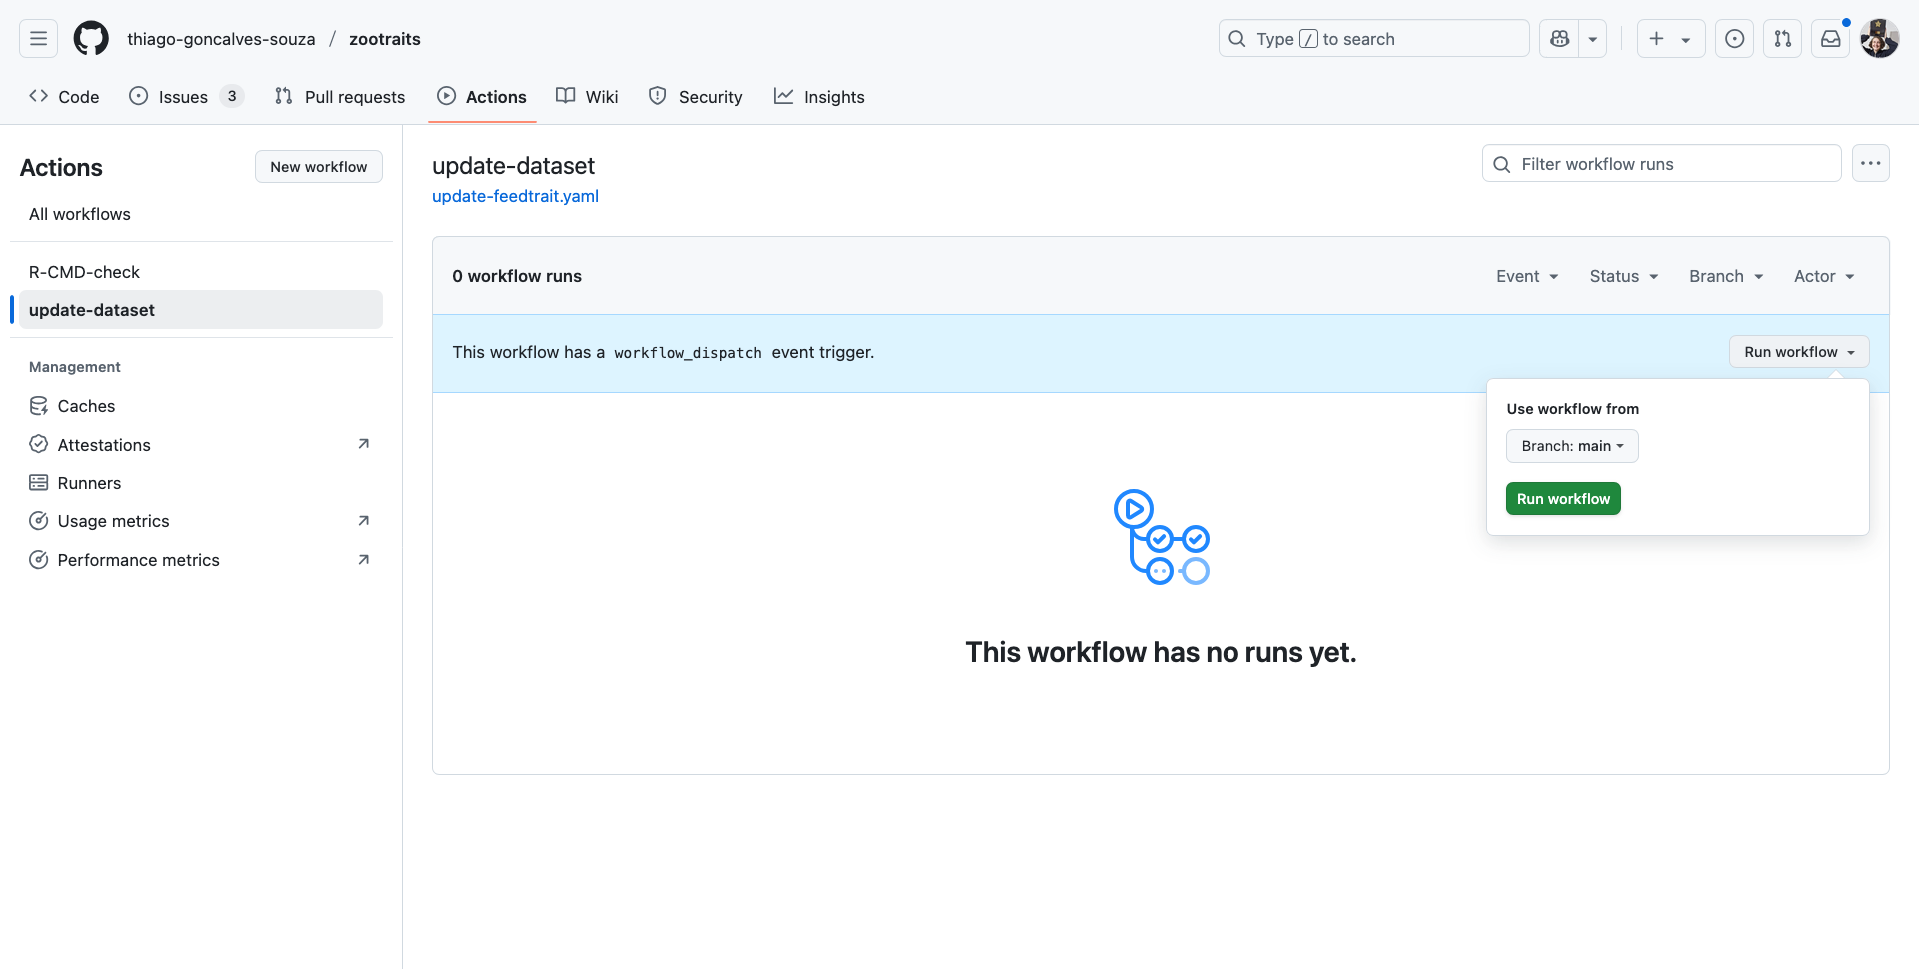 thiago-goncalves-souza / zootraits
Type / to search
Code
Issues 3
Pull requests
Actions
Wiki
Security
Insights
Actions
New workflow
All workflows
R-CMD-check
update-dataset
Management
Caches
Attestations
Runners
Usage metrics
Performance metrics
update-dataset
update-feedtrait.yaml
Filter workflow runs
0 workflow runs
Event
Status
Branch
Actor
This workflow has a workflow_dispatch event trigger.
Run workflow
Use workflow from
Branch: main
Run workflow
This workflow has no runs yet.